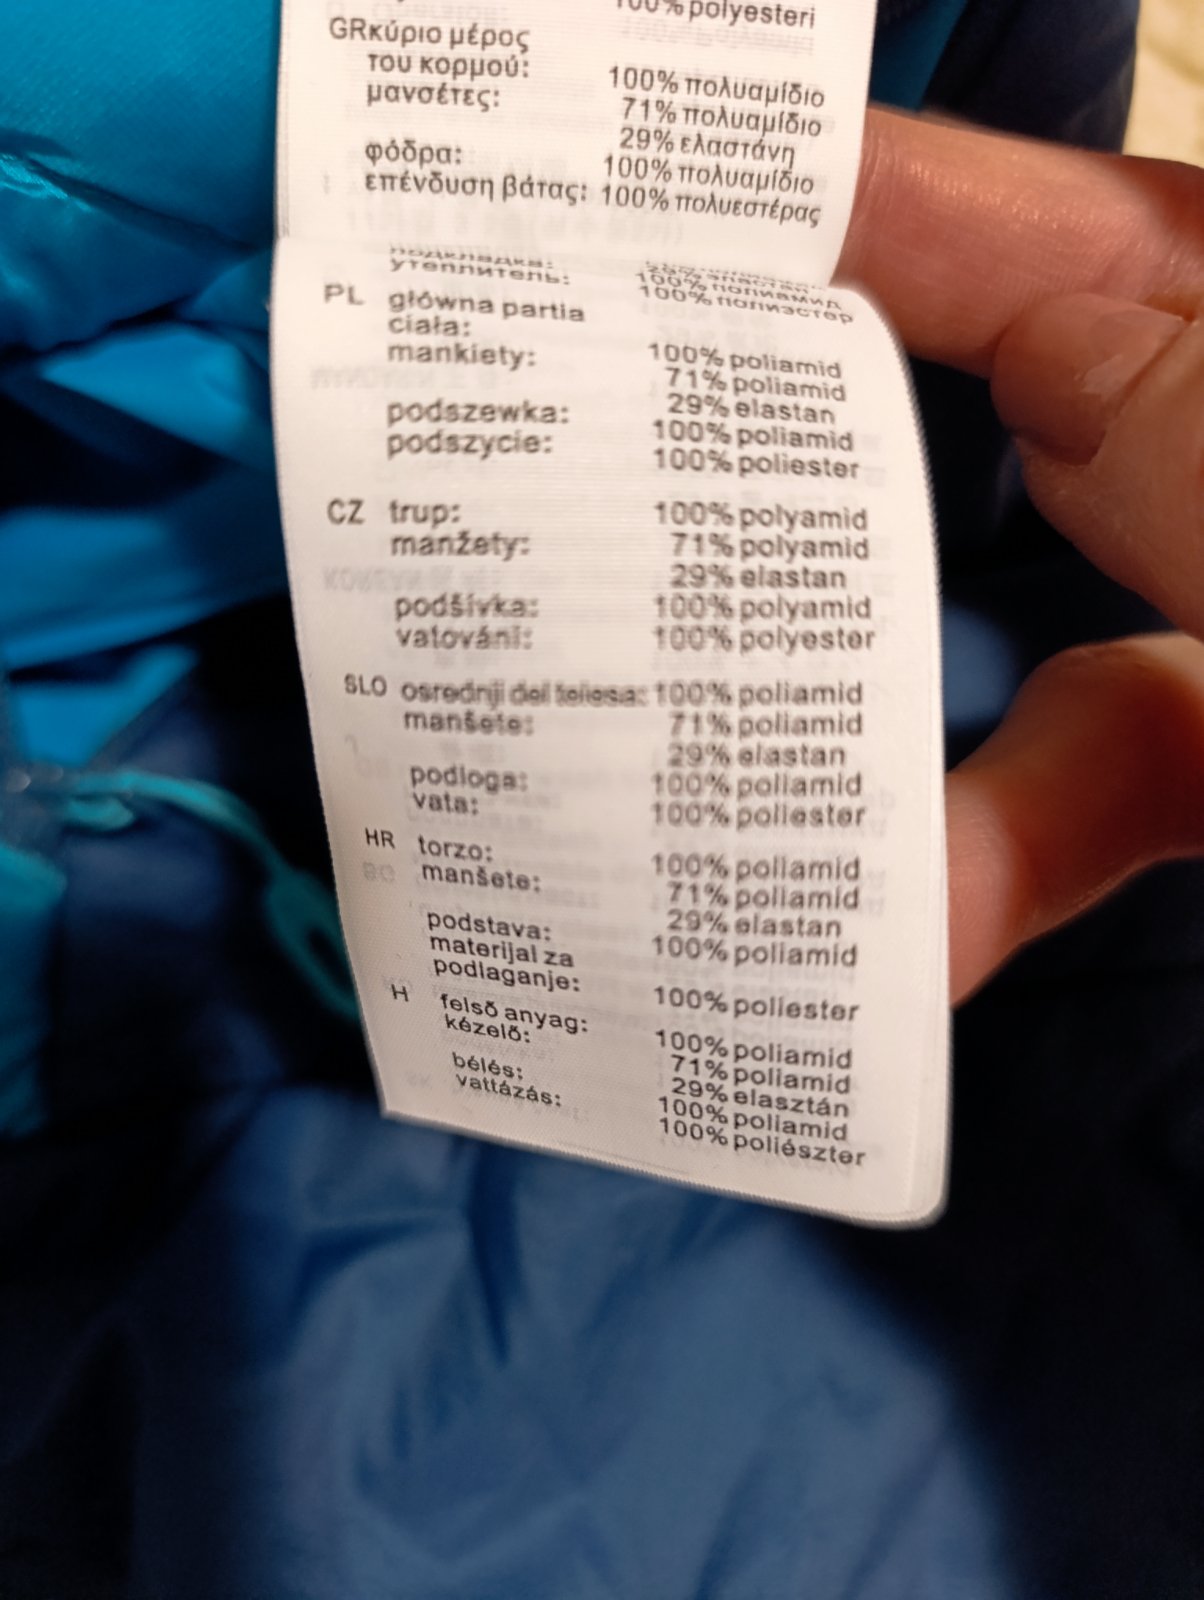 100% polyesteri
GR κύριο μέρος
του κορμού: 100% πολυαμίδιο
μανσέτες: 71% πολυαμίδιο
29% ελαστάνη
φόδρα: 100% πολυαμίδιο
επένδυση βάτας: 100% πολυεστέρας
подкладка: 100% полиамид
утеплитель: 100% полиэстер
PL główna partia
ciała: 100% poliamid
mankiety: 71% poliamid
29% elastan
podszewka: 100% poliamid
podszycie: 100% poliester
CZ trup: 100% polyamid
manžety: 71% polyamid
29% elastan
podšívka: 100% polyamid
vatování: 100% polyester
SLO osrednji del telesa: 100% poliamid
manšete: 71% poliamid
29% elastan
podloga: 100% poliamid
vata: 100% poliester
HR torzo: 100% poliamid
manšete: 71% poliamid
29% elastan
podstava: 100% poliamid
materijal za
podlaganje: 100% poliester
H felső anyag: 100% poliamid
kézelő: 71% poliamid
29% elasztán
bélés: 100% poliamid
vattázás: 100% poliészter